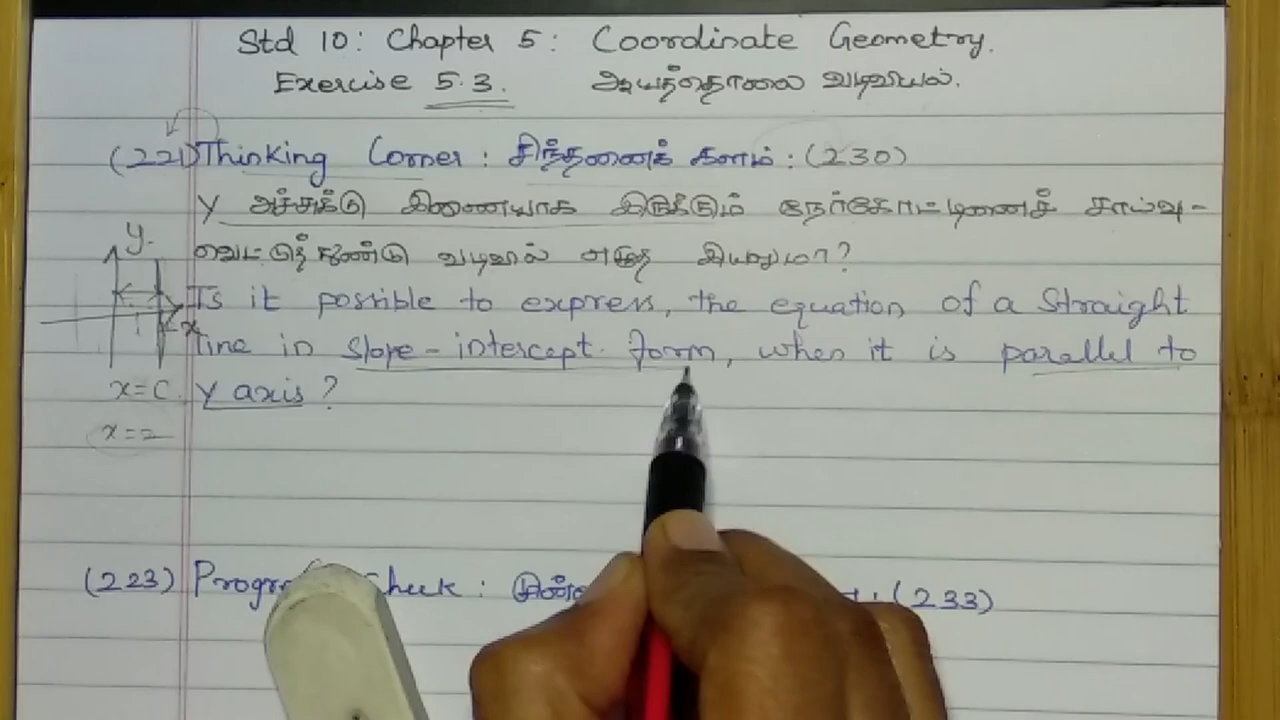 Std 10: Chapter 5: Coordinate Geometry.
Exercise 5.3. ஆயத்தொலை வடிவியல்.
(221) Thinking Corner: சிந்தனைக் களம்: (230)
Y அச்சுக்கு இணையாக இருக்கும் நேர்கோட்டினைச் சாய்வு-
வெட்டுத்துண்டு வடிவில் எழுத இயலுமா?
y.
Is it possible to express, the equation of a Straight
x
line in Slope-intercept form, when it is parallel to
x=c. Y axis?
x=2
(223) Check: (233)